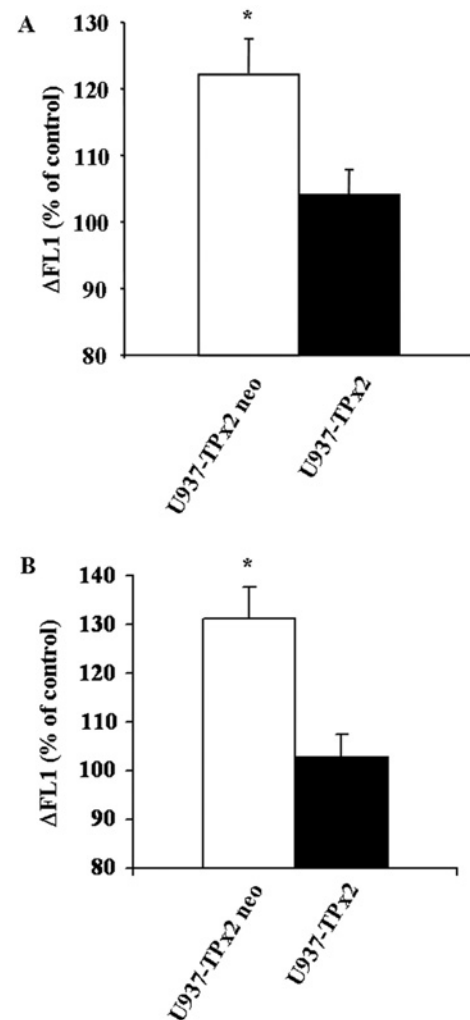 A
*
130
120
110
100
90
80
ΔFL1 (% of control)
U937-TPx2 neo
U937-TPx2
B
*
140
130
120
110
100
90
80
ΔFL1 (% of control)
U937-TPx2 neo
U937-TPx2